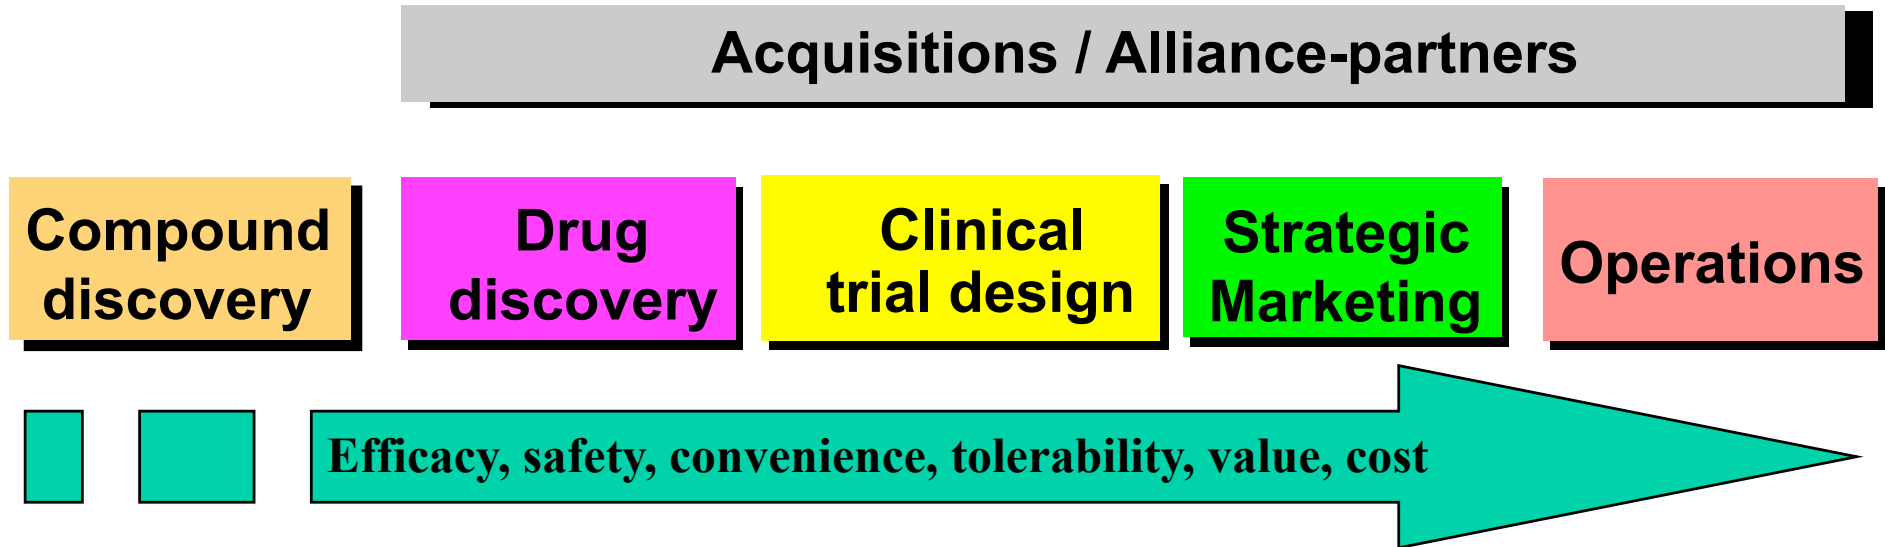 Acquisitions / Alliance-partners
Compound
discovery
Drug
discovery
Clinical
trial design
Strategic
Marketing
Operations
Efficacy, safety, convenience, tolerability, value, cost